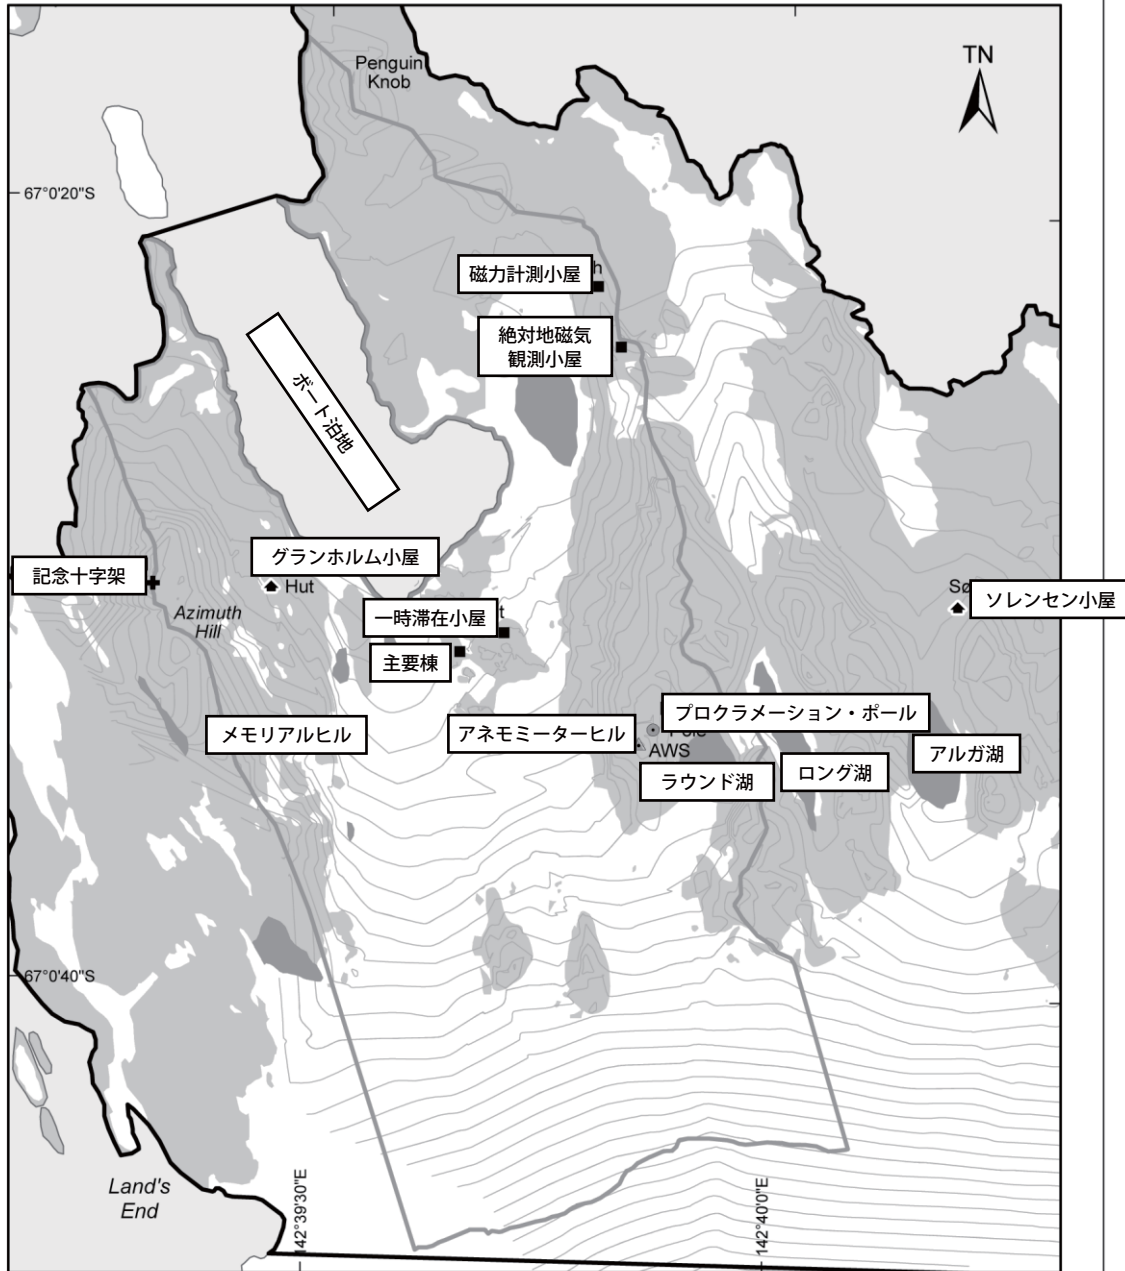 Penguin
Knob
TN
67°0'20"S
磁力計測小屋
h
絶対地磁気
観測小屋
ボート泊地
グランホルム小屋
記念十字架
Hut
Azimuth
Hill
一時滞在小屋
t
主要棟
ソレンセン小屋
メモリアルヒル
アネモミーターヒル
プロクラメーション・ポール
AWS
ラウンド湖
ロング湖
アルガ湖
67°0'40"S
Land's
End
142°39'30"E
142°40'0"E